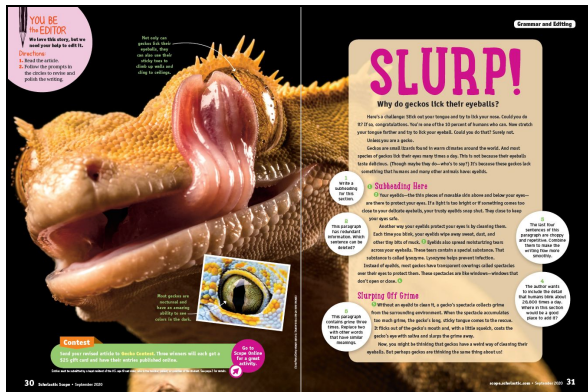 YOU BE
the EDITOR
We love this story, but we
need your help to edit it.
Directions:
1. Read the article.
2. Follow the prompts in
the circles to revise and
polish the writing.
Not only can
geckos lick their
eyeballs, they
can also use their
sticky toes to
climb up walls and
cling to ceilings.
Most geckos are
nocturnal and
have an amazing
ability to see
colors in the dark.
Contest
Send your revised article to Gecko Contest. Three winners will each get a
$25 gift card and have their entries published online.
Go to
Scope Online
for a great
activity.
30 Scholastic Scope • September 2020
Grammar and Editing
SLURP!
Why do geckos lick their eyeballs?
Here's a challenge: Stick out your tongue and try to lick your nose. Could you do
it? If so, congratulations. You're one of the 10 percent of humans who can. Now stretch
your tongue farther and try to lick your eyeball. Could you do that? Surely not.
Unless you are a gecko.
Geckos are small lizards found in warm climates around the world. And most
species of geckos lick their eyes many times a day. This is not because their eyeballs
taste delicious. (Though maybe they do—who's to say?) It's because these geckos lack
something that humans and many other animals have: eyelids.
1
Write a
subheading
for this
section.
1 Subheading Here
2 Your eyelids—the thin pieces of movable skin above and below your eyes—
are there to protect your eyes. If a light is too bright or if something comes too
close to your delicate eyeballs, your trusty eyelids snap shut. They help keep
your eyes safe.
2
This paragraph
has redundant
information. Which
sentence can be
deleted?
Another way your eyelids protect your eyes is by cleaning them.
Each time you blink, your eyelids wipe away sweat, dust, and
other tiny bits of muck. 3 Eyelids also spread moisturizing tears
across your eyeballs. These tears contain a special substance. That
substance is called lysozyme. Lysozyme helps prevent infection.
Instead of eyelids, most geckos have transparent coverings called spectacles
over their eyes to protect them. These spectacles are like windows—windows that
don't open or close. 4
3
The last four
sentences of this
paragraph are choppy
and repetitive. Combine
them to make the
writing flow more
smoothly.
4
The author wants
to include the detail
that humans blink about
28,000 times a day.
Where in this section
would be a good
place to add it?
Slurping Off Grime
5 Without an eyelid to clean it, a gecko's spectacle collects grime
from the surrounding environment. When the spectacle accumulates
too much grime, the gecko's long, sticky tongue comes to the rescue.
It flicks out of the gecko's mouth and, with a little squeak, coats the
gecko's eye with saliva and slurps the grime away.
Now, you might be thinking that geckos have a weird way of cleaning their
eyeballs. But perhaps geckos are thinking the same thing about us!
5
This paragraph
contains grime three
times. Replace two
with other words
that have similar
meanings.
scope.scholastic.com • September 2020 31